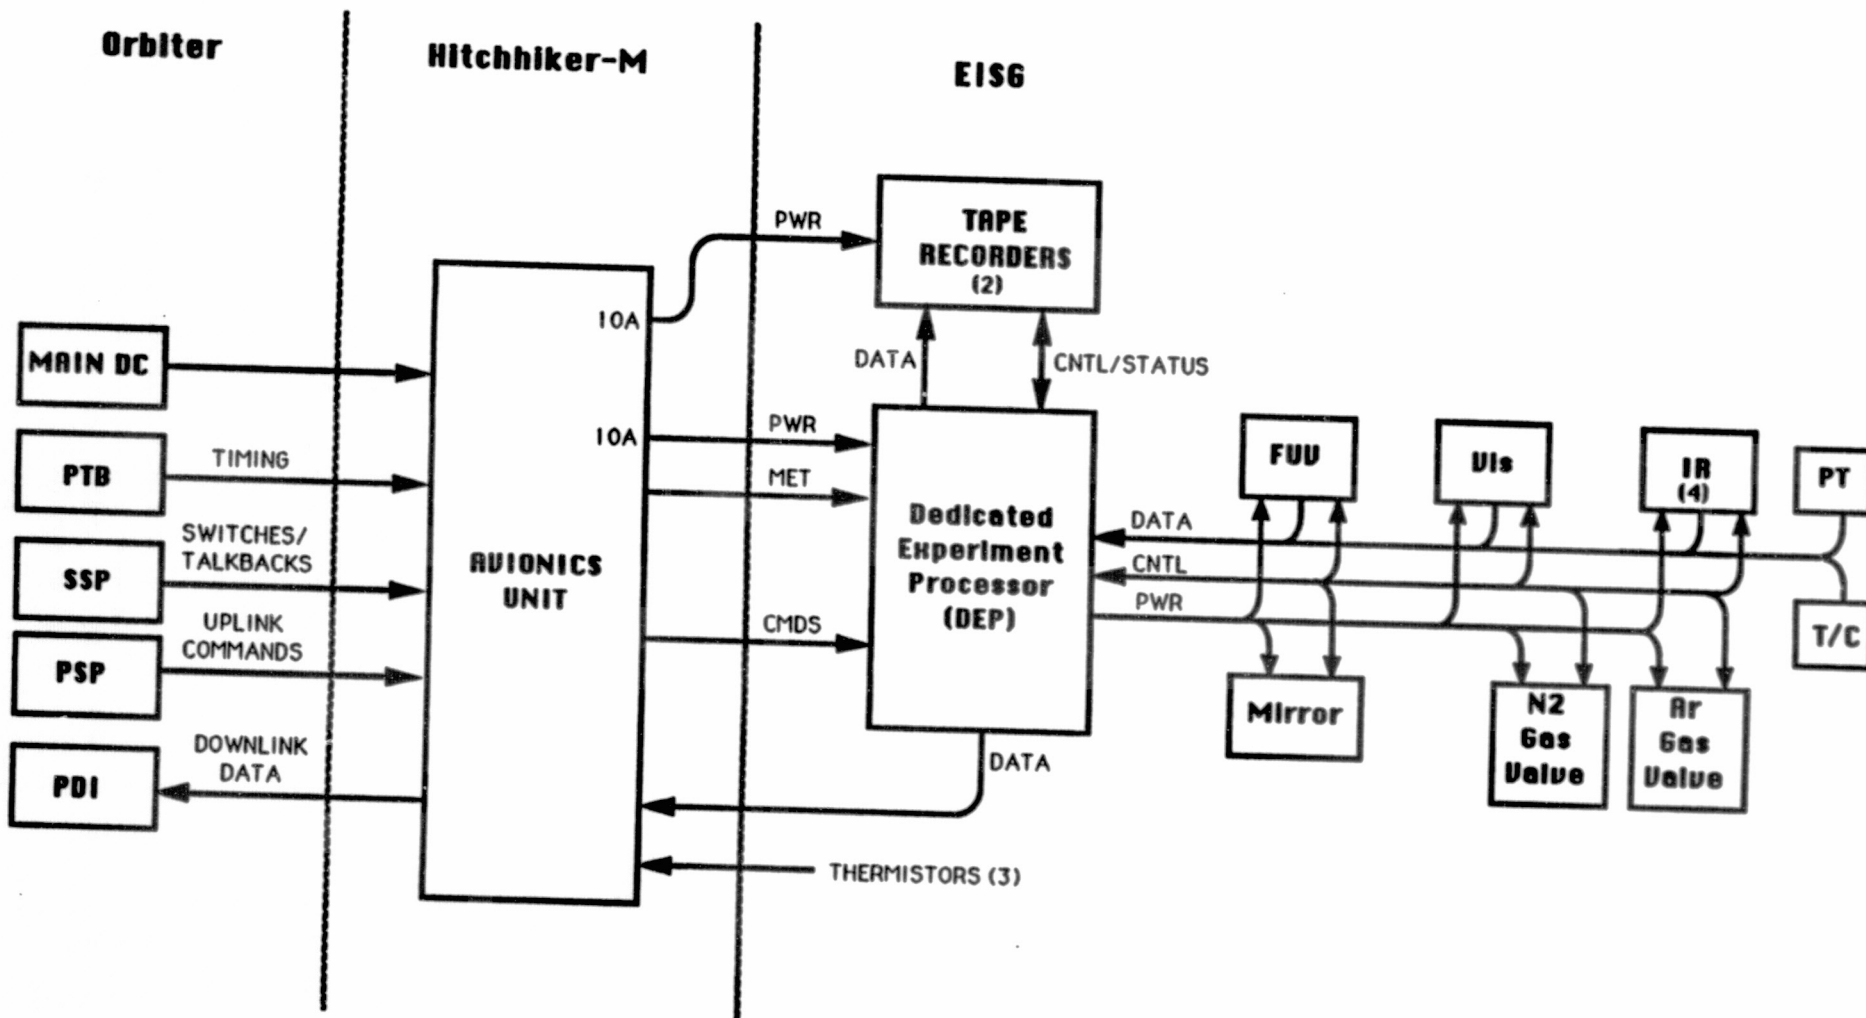 Orbiter
Hitchhiker-M
EISG
MAIN DC
PTB
TIMING
SSP
SWITCHES/
TALKBACKS
PSP
UPLINK
COMMANDS
PDI
DOWNLINK
DATA
10A
10A
AVIONICS
UNIT
PWR
PWR
MET
CMDS
DATA
THERMISTORS (3)
TAPE
RECORDERS
(2)
DATA
CNTL/STATUS
Dedicated
Experiment
Processor
(DEP)
DATA
CNTL
PWR
FUV
Vis
IR
(4)
PT
T/C
Mirror
N2
Gas
Valve
Ar
Gas
Valve